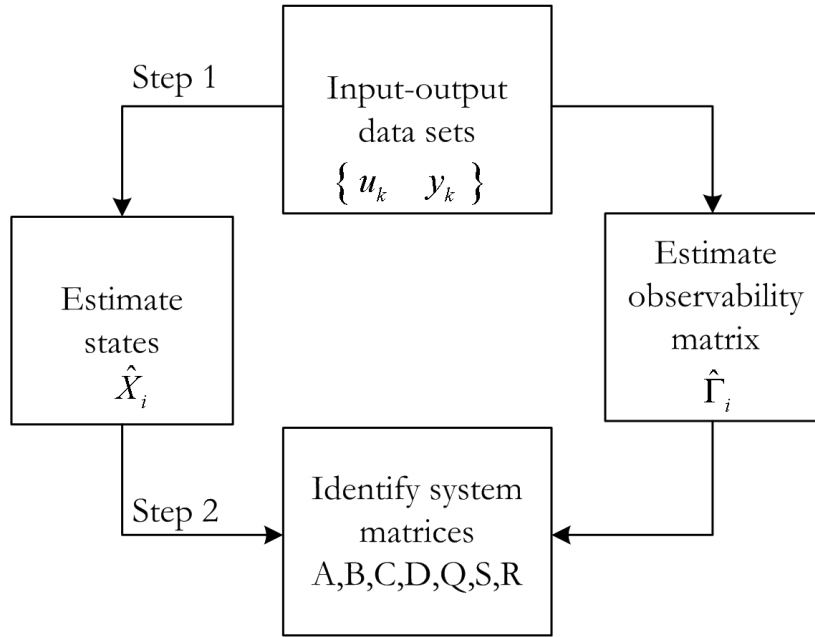 Step 1
Input-output
data sets
{ u_k y_k }
Estimate
states
X̂_i
Estimate
observability
matrix
Γ̂_i
Step 2
Identify system
matrices
A,B,C,D,Q,S,R